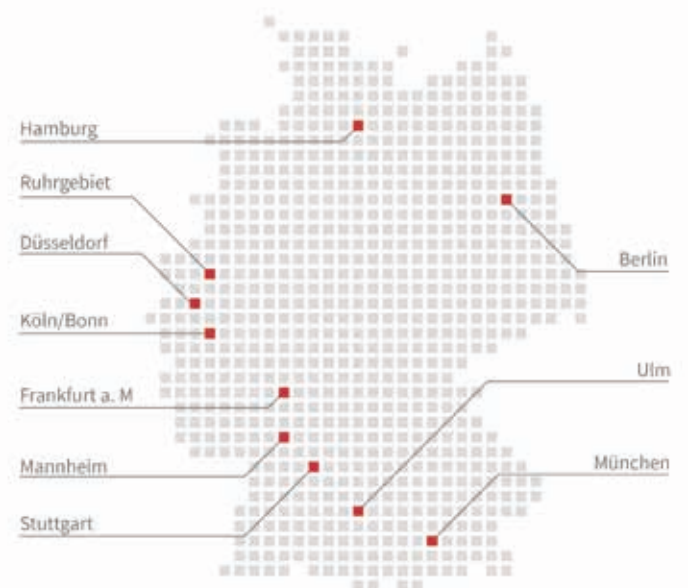 Hamburg
Ruhrgebiet
Düsseldorf
Köln/Bonn
Frankfurt a. M
Mannheim
Stuttgart
Berlin
Ulm
München